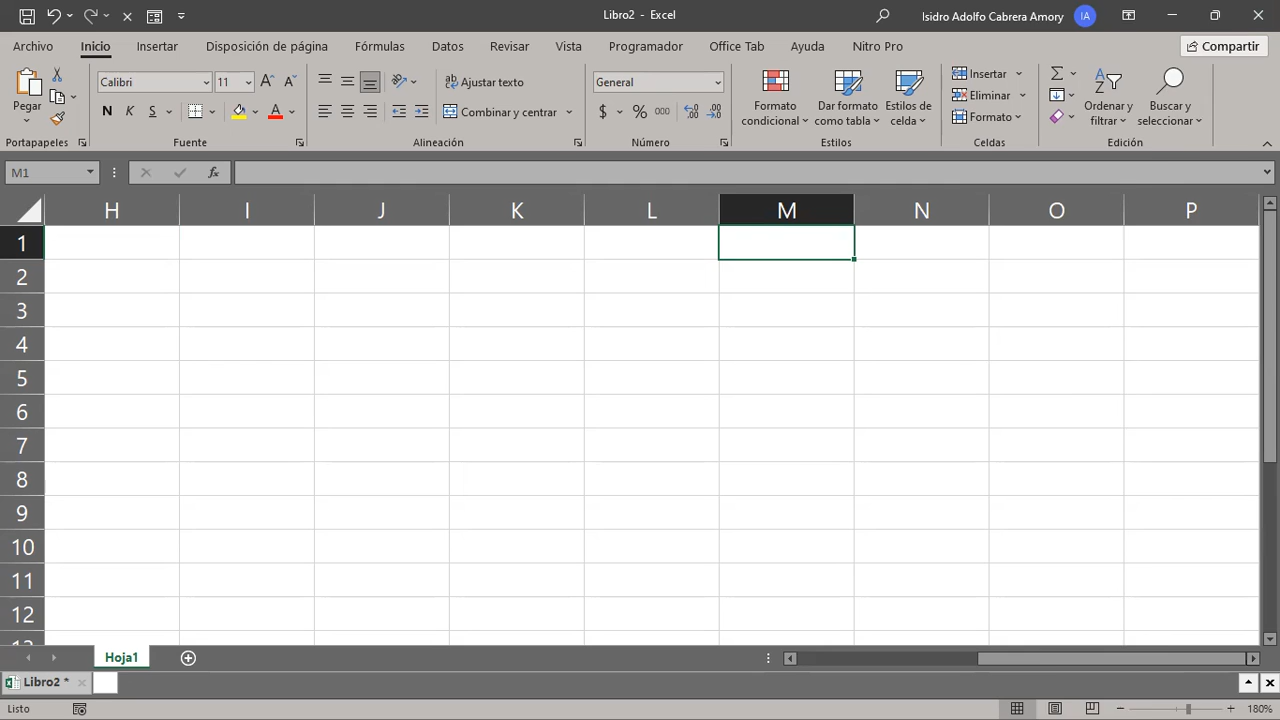 Libro2 - Excel
Isidro Adolfo Cabrera Amory IA
Archivo Inicio Insertar Disposición de página Fórmulas Datos Revisar Vista Programador Office Tab Ayuda Nitro Pro Compartir
Pegar
Portapapeles
Calibri 11
N K S A
Fuente
Ajustar texto
Combinar y centrar
Alineación
General
$ % 000
Número
Formato condicional
Dar formato como tabla
Estilos de celda
Estilos
Insertar
Eliminar
Formato
Celdas
Ordenar y filtrar
Buscar y seleccionar
Edición
M1 fx
H I J K L M N O P
1
2
3
4
5
6
7
8
9
10
11
12
13
Hoja1
Libro2 *
Listo 180%